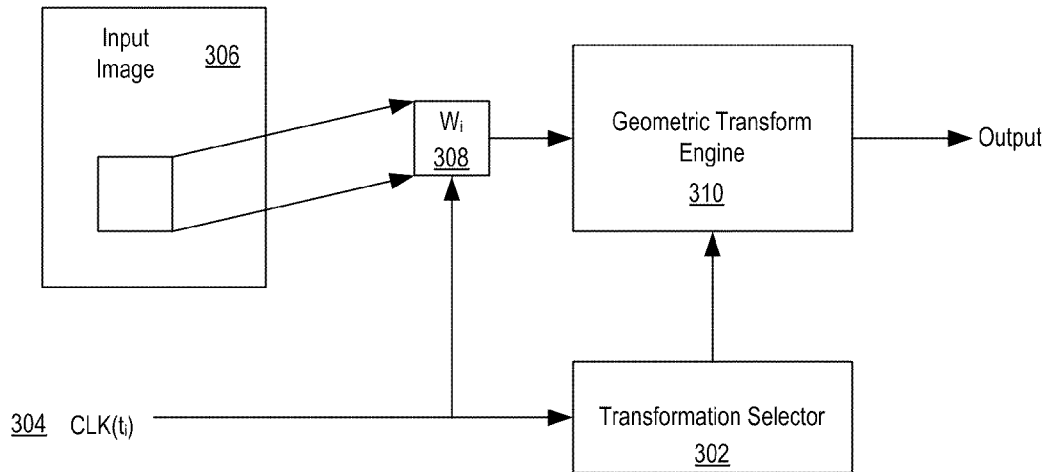 Input
Image
306
Wᵢ
308
Geometric Transform
Engine
310
Output
304 CLK(tᵢ)
Transformation Selector
302